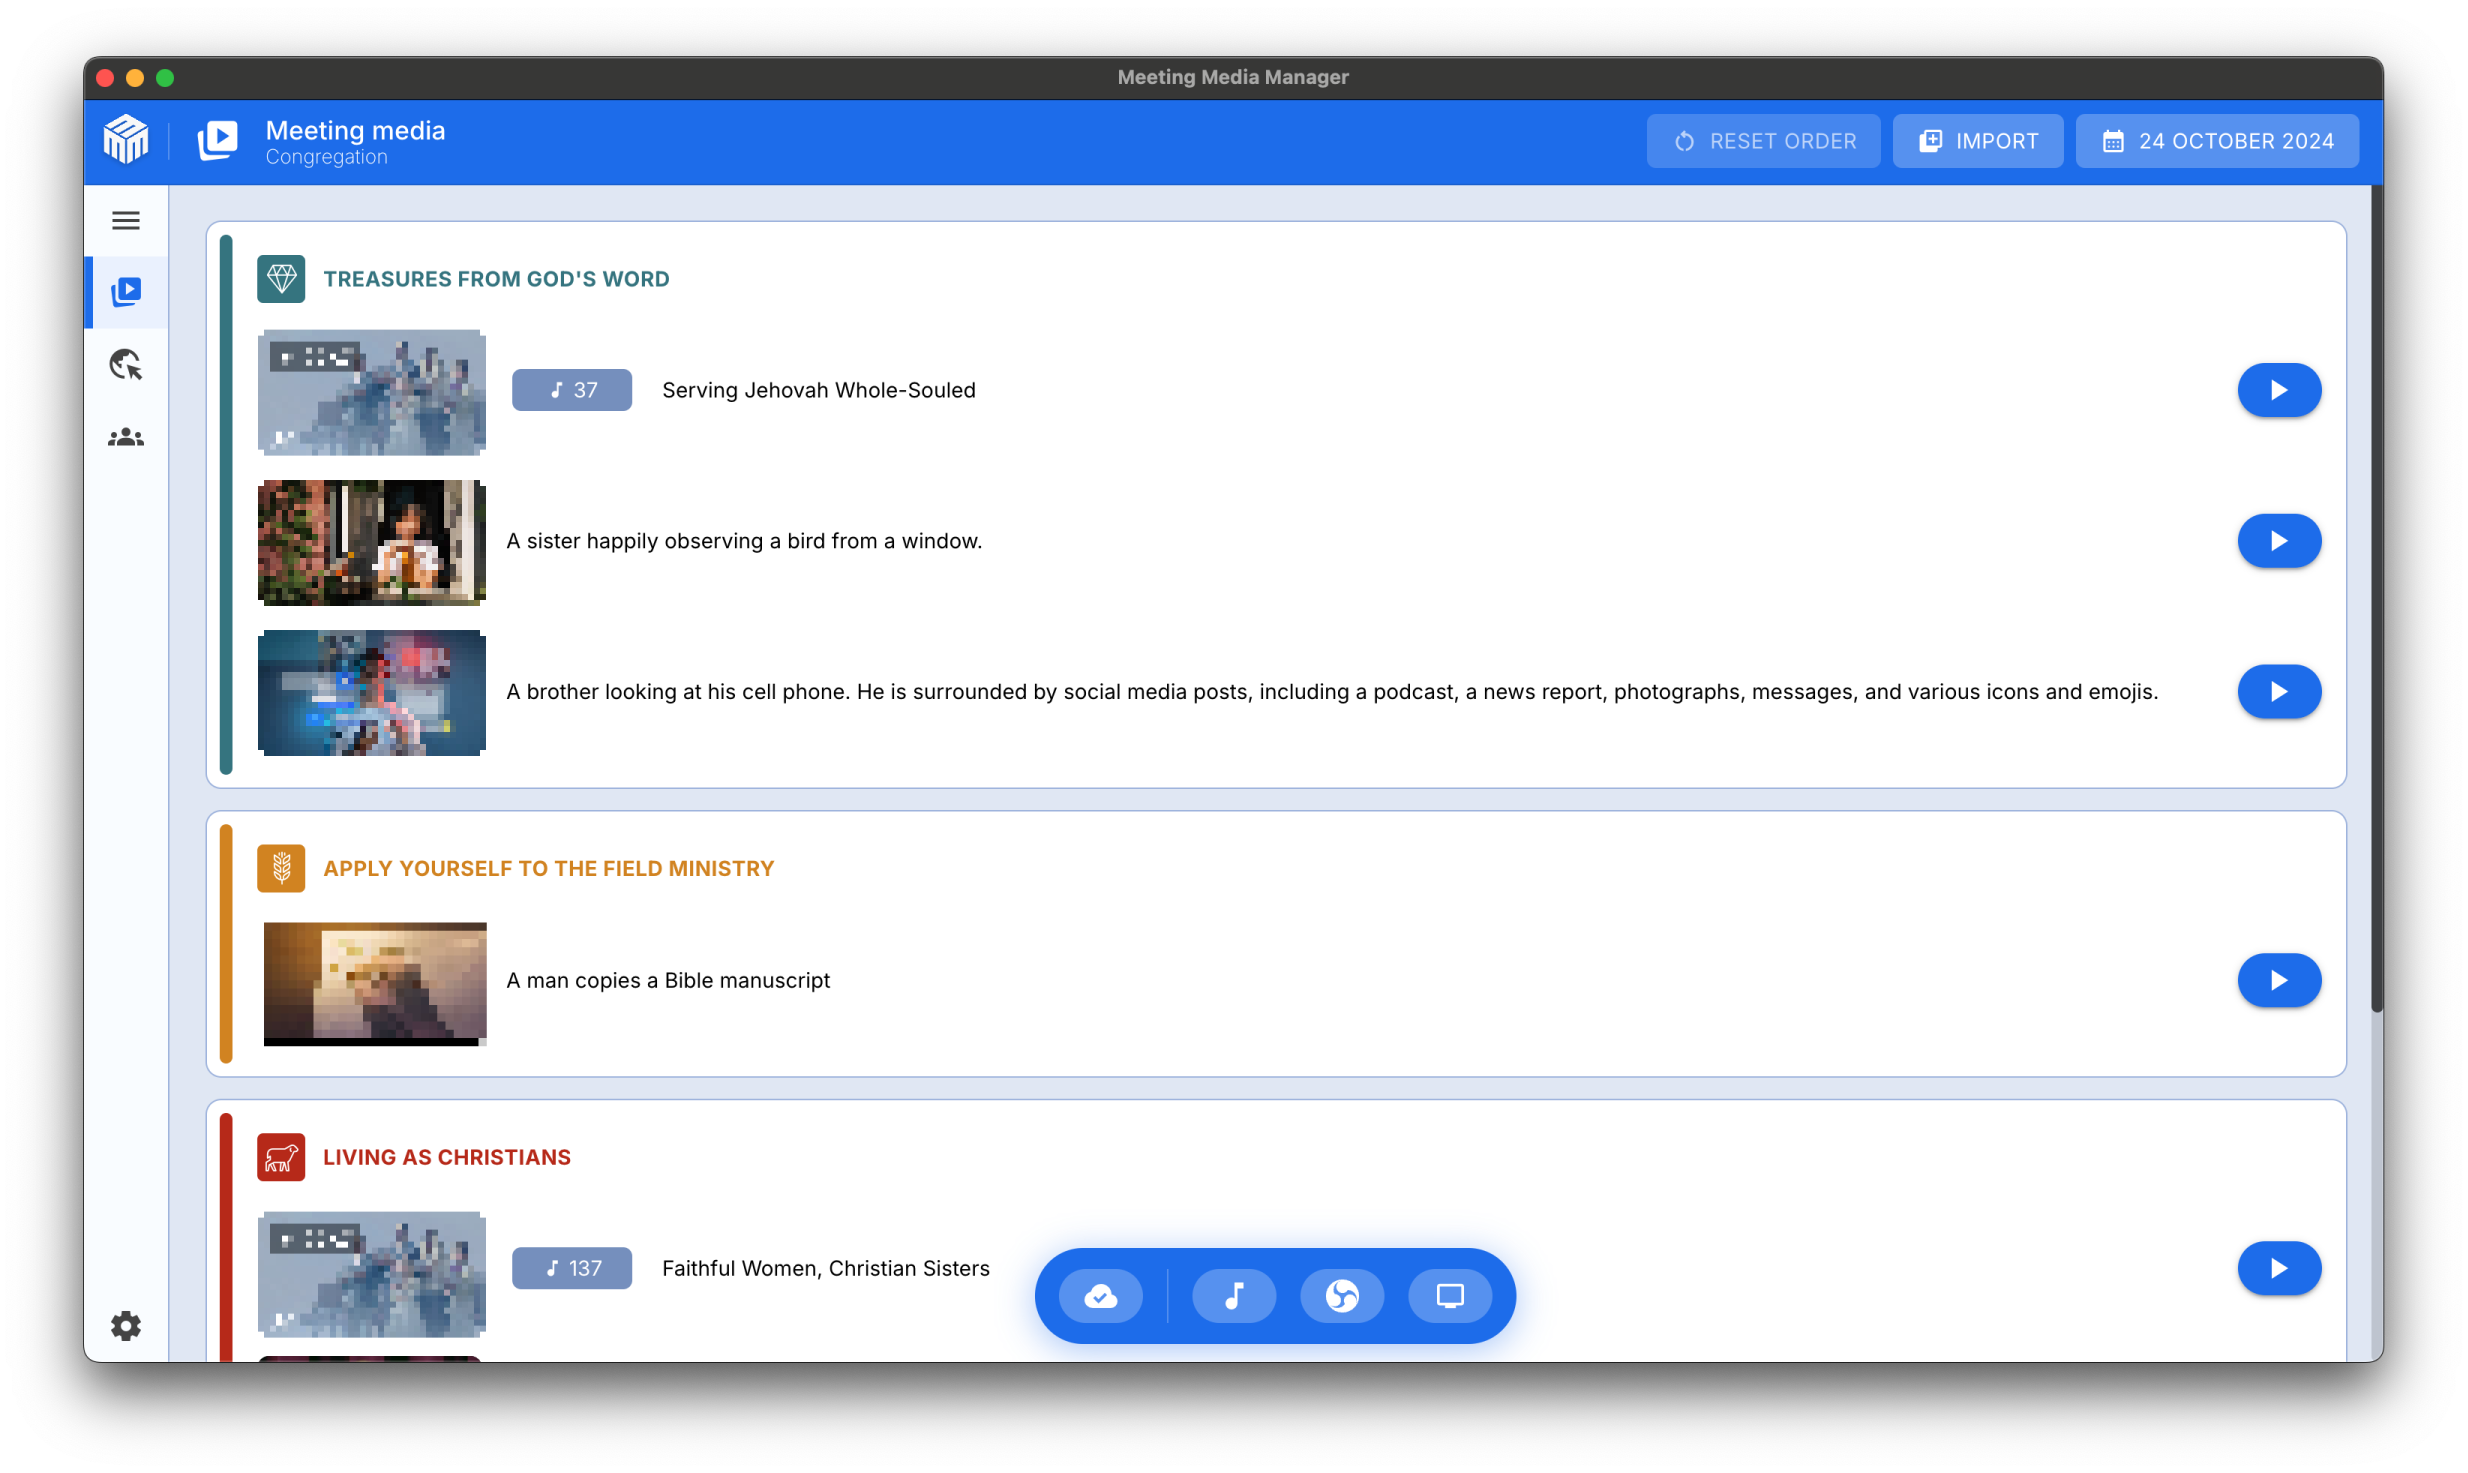 Meeting Media Manager
Meeting media
Congregation
RESET ORDER
IMPORT
24 OCTOBER 2024
TREASURES FROM GOD'S WORD
37
Serving Jehovah Whole-Souled
A sister happily observing a bird from a window.
A brother looking at his cell phone. He is surrounded by social media posts, including a podcast, a news report, photographs, messages, and various icons and emojis.
APPLY YOURSELF TO THE FIELD MINISTRY
A man copies a Bible manuscript
LIVING AS CHRISTIANS
137
Faithful Women, Christian Sisters